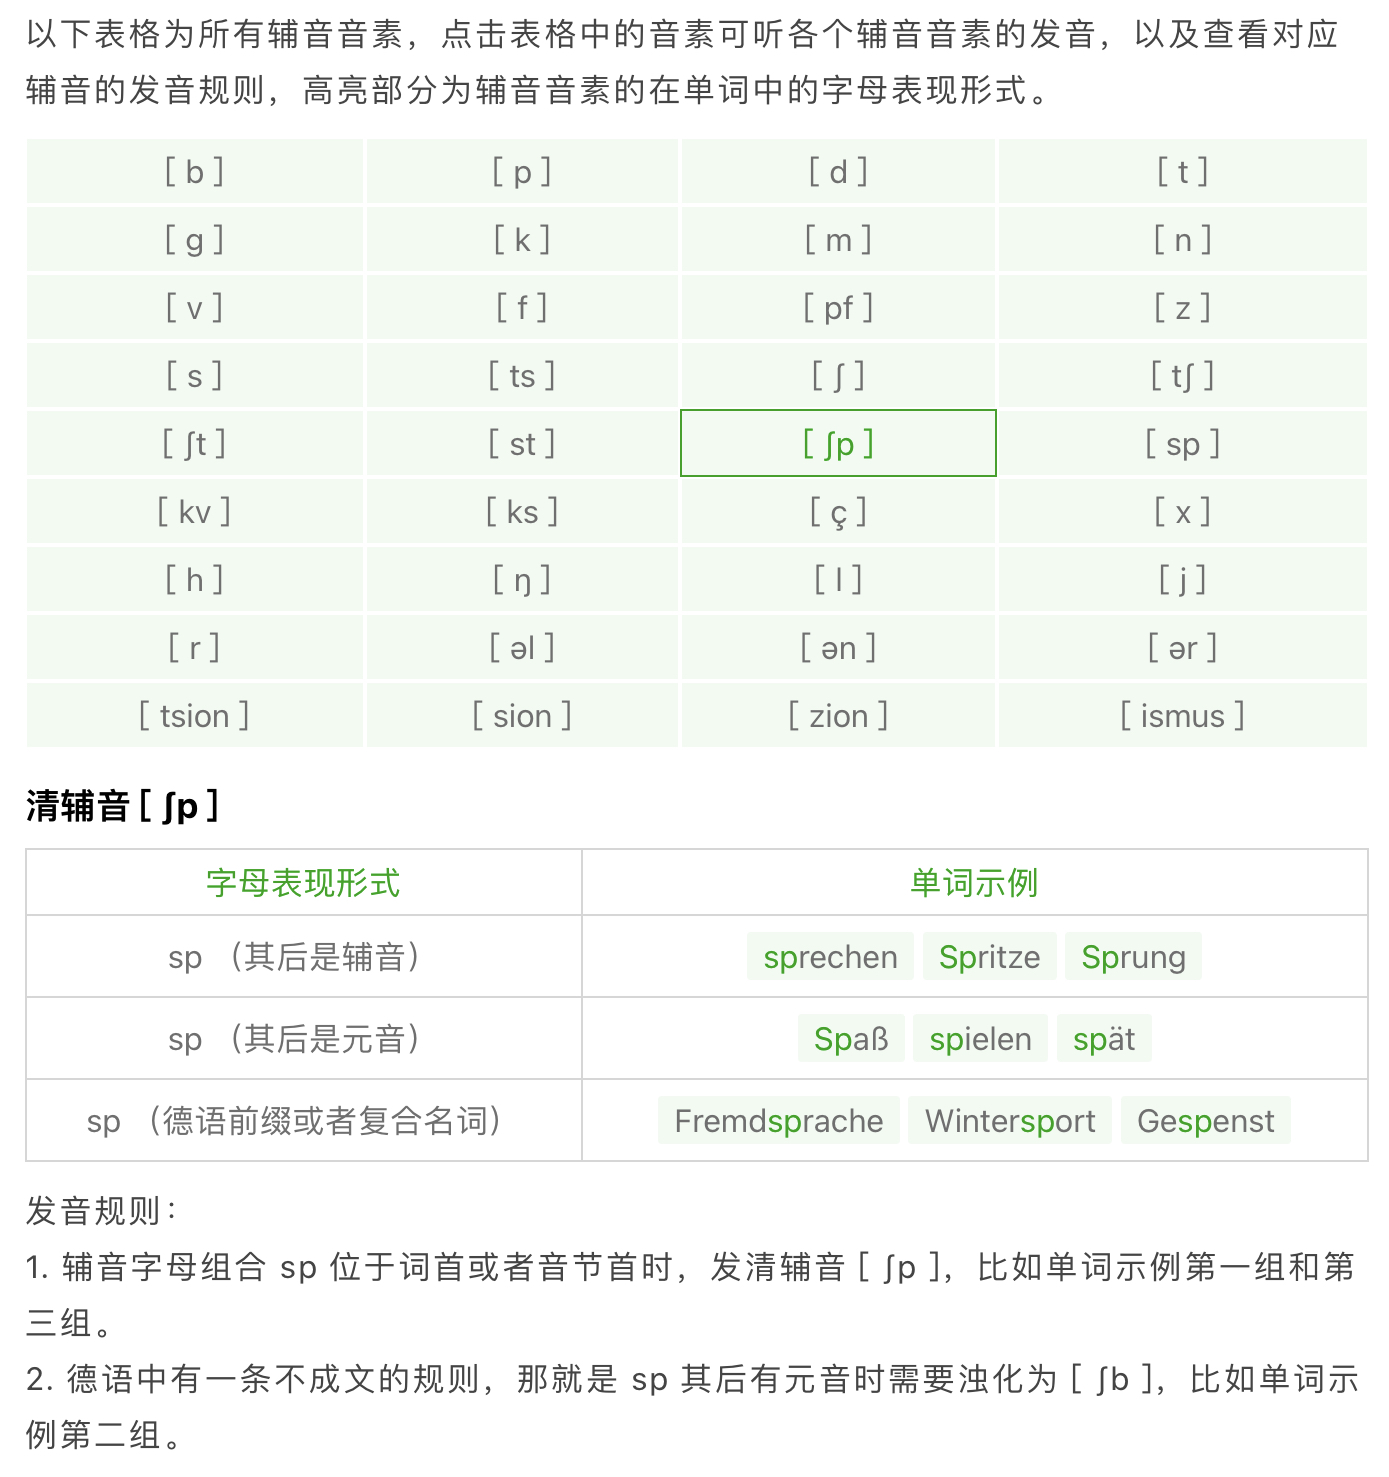 以下表格为所有辅音音素，点击表格中的音素可听各个辅音音素的发音，以及查看对应
辅音的发音规则，高亮部分为辅音音素的在单词中的字母表现形式。
[ b ] [ p ] [ d ] [ t ]
[ g ] [ k ] [ m ] [ n ]
[ v ] [ f ] [ pf ] [ z ]
[ s ] [ ts ] [ ʃ ] [ tʃ ]
[ ʃt ] [ st ] [ ʃp ] [ sp ]
[ kv ] [ ks ] [ ç ] [ x ]
[ h ] [ ŋ ] [ l ] [ j ]
[ r ] [ əl ] [ ən ] [ ər ]
[ tsion ] [ sion ] [ zion ] [ ismus ]
清辅音 [ ʃp ]
字母表现形式 单词示例
sp （其后是辅音） sprechen Spritze Sprung
sp （其后是元音） Spaß spielen spät
sp （德语前缀或者复合名词） Fremdsprache Wintersport Gespenst
发音规则：
1. 辅音字母组合 sp 位于词首或者音节首时，发清辅音 [ ʃp ]，比如单词示例第一组和第
三组。
2. 德语中有一条不成文的规则，那就是 sp 其后有元音时需要浊化为 [ ʃb ]，比如单词示
例第二组。